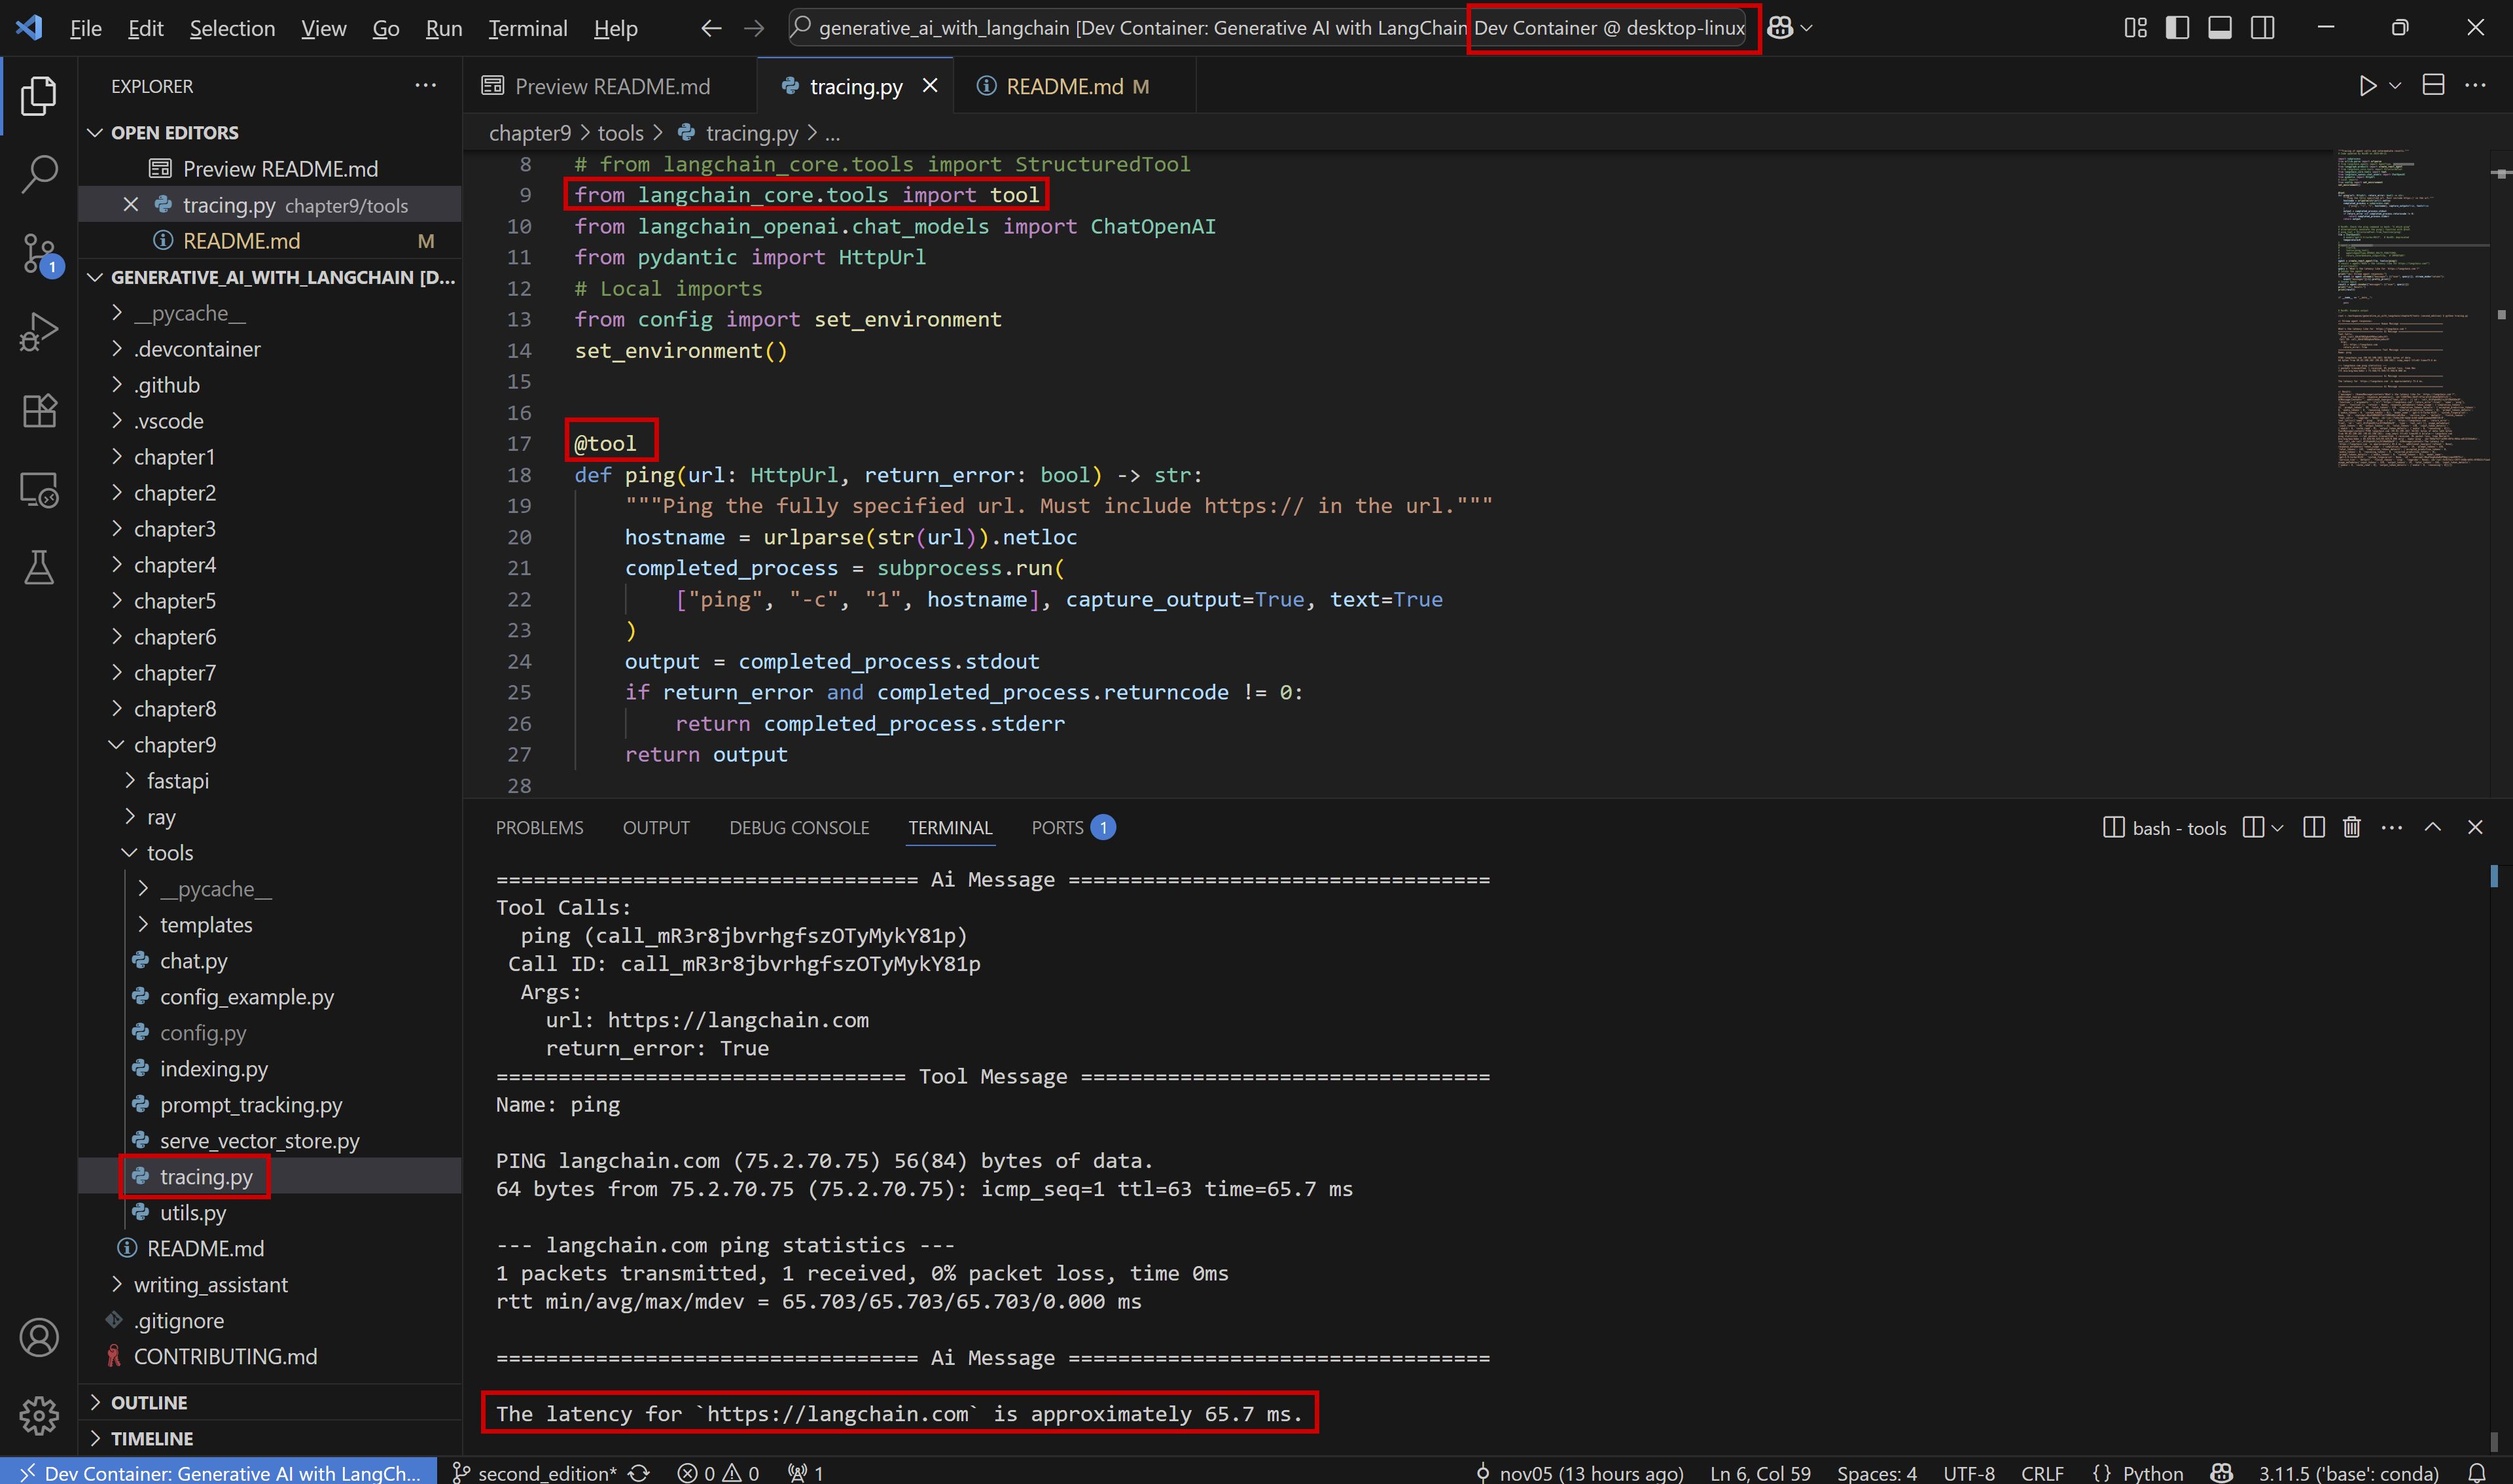 File Edit Selection View Go Run Terminal Help
generative_ai_with_langchain [Dev Container: Generative AI with LangChain Dev Container @ desktop-linux
EXPLORER
OPEN EDITORS
Preview README.md
tracing.py chapter9/tools
README.md M
GENERATIVE_AI_WITH_LANGCHAIN [D...
__pycache__
.devcontainer
.github
.vscode
chapter1
chapter2
chapter3
chapter4
chapter5
chapter6
chapter7
chapter8
chapter9
fastapi
ray
tools
__pycache__
templates
chat.py
config_example.py
config.py
indexing.py
prompt_tracking.py
serve_vector_store.py
tracing.py
utils.py
README.md
writing_assistant
.gitignore
CONTRIBUTING.md
OUTLINE
TIMELINE
1
Preview README.md
tracing.py
README.md M
chapter9 > tools > tracing.py > ...
8 # from langchain_core.tools import StructuredTool
9 from langchain_core.tools import tool
10 from langchain_openai.chat_models import ChatOpenAI
11 from pydantic import HttpUrl
12 # Local imports
13 from config import set_environment
14 set_environment()
15
16
17 @tool
18 def ping(url: HttpUrl, return_error: bool) -> str:
19 """Ping the fully specified url. Must include https:// in the url."""
20 hostname = urlparse(str(url)).netloc
21 completed_process = subprocess.run(
22 ["ping", "-c", "1", hostname], capture_output=True, text=True
23 )
24 output = completed_process.stdout
25 if return_error and completed_process.returncode != 0:
26 return completed_process.stderr
27 return output
28
PROBLEMS OUTPUT DEBUG CONSOLE TERMINAL PORTS 1
bash - tools
================================== Ai Message ==================================
Tool Calls:
ping (call_mR3r8jbvrhgfszOTyMykY81p)
Call ID: call_mR3r8jbvrhgfszOTyMykY81p
Args:
url: https://langchain.com
return_error: True
================================= Tool Message =================================
Name: ping
PING langchain.com (75.2.70.75) 56(84) bytes of data.
64 bytes from 75.2.70.75 (75.2.70.75): icmp_seq=1 ttl=63 time=65.7 ms
--- langchain.com ping statistics ---
1 packets transmitted, 1 received, 0% packet loss, time 0ms
rtt min/avg/max/mdev = 65.703/65.703/65.703/0.000 ms
================================== Ai Message ==================================
The latency for `https://langchain.com` is approximately 65.7 ms.
Dev Container: Generative AI with LangCh... second_edition* 0 0 1 nov05 (13 hours ago) Ln 6, Col 59 Spaces: 4 UTF-8 CRLF {} Python 3.11.5 ('base': conda)